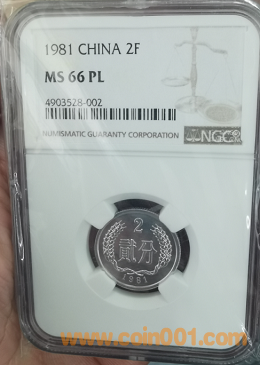 1981 CHINA 2F
MS 66 PL
4903528-002
NUMISMATIC GUARANTY CORPORATION
NGC
2
贰分
1981
www.coin001.com